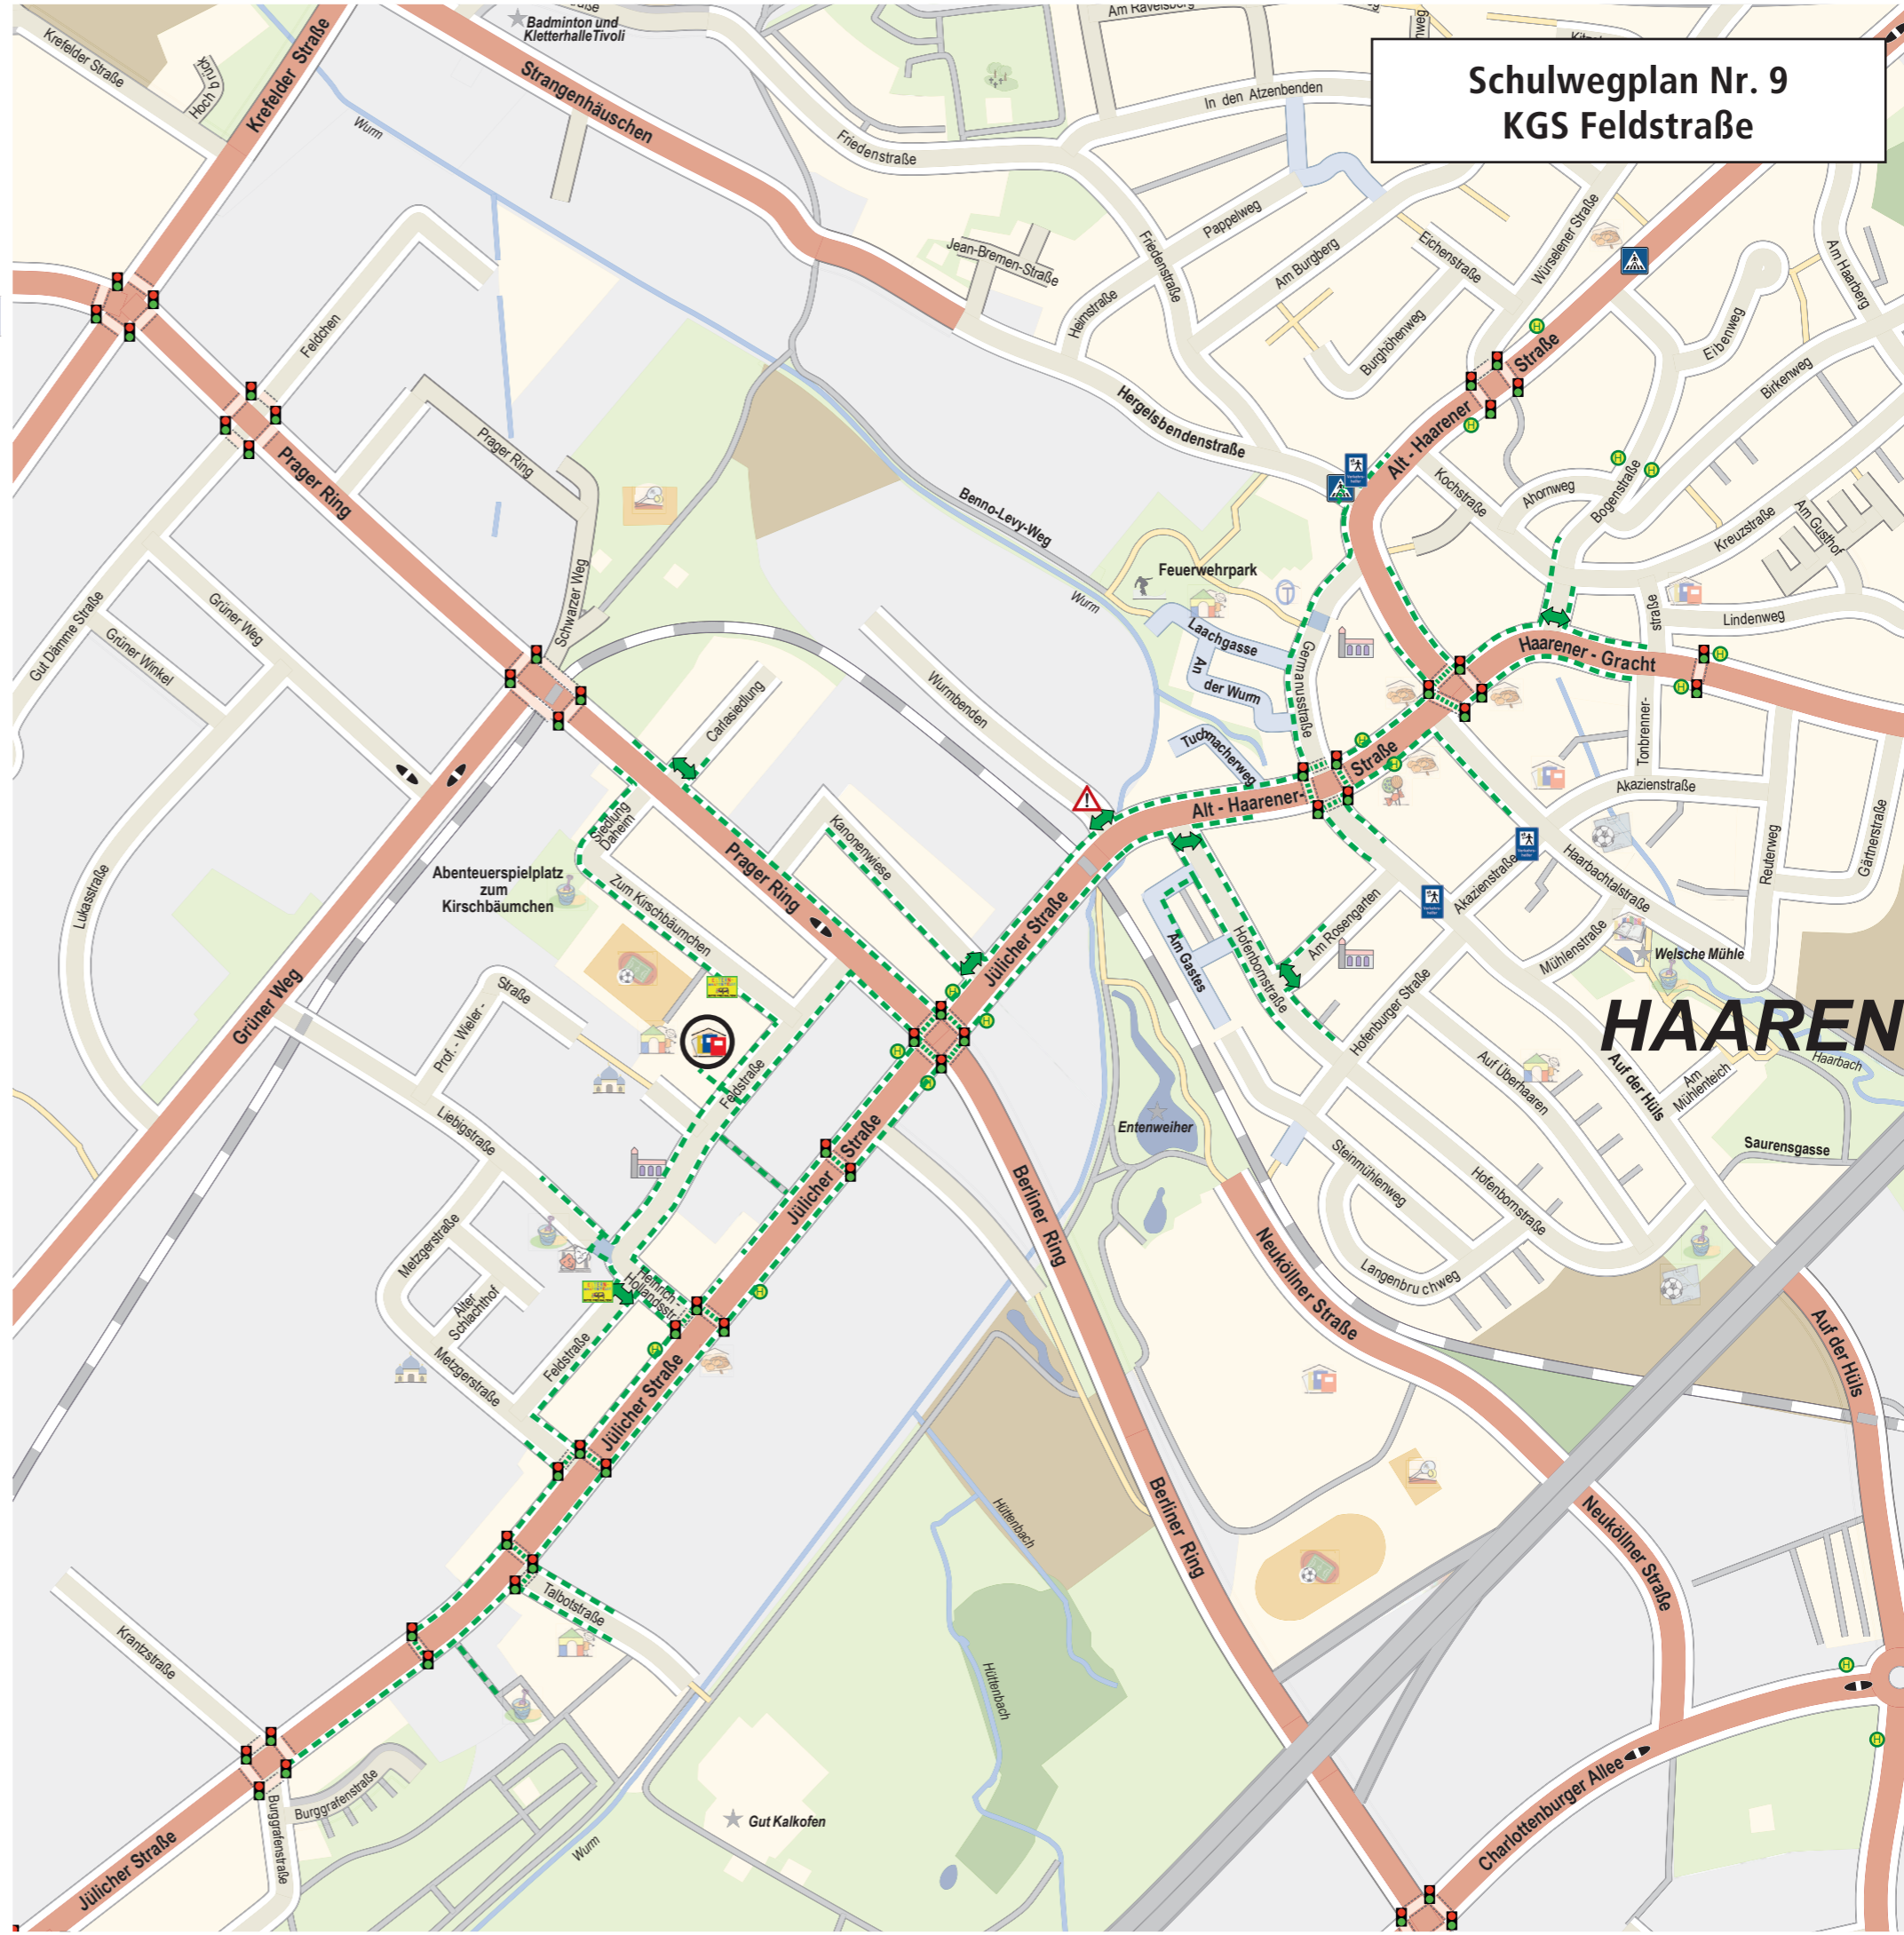 Schulwegplan Nr. 9
KGS Feldstraße
Badminton und
KletterhalleTivoli
Krefelder Straße
Krefelder Straße
Strangenhäuschen
Wurm
Friedenstraße
In den Atzenbenden
Pappelweg
Am Burgberg
Eichenstraße
Würselener Straße
Am Haarberg
Friedenstraße
Jean-Bremen-Straße
Heimstraße
Burghöhenweg
Eibenweg
Birkenweg
Feldchen
Hergelsbendenstraße
Alt - Haarener
Straße
Prager Ring
Prager Ring
Kochstraße
Ahornweg
Bogenstraße
Kreuzstraße
Am Gusthof
Benno-Levy-Weg
Feuerwehrpark
Wurm
Schwarzer Weg
Gut Dämme Straße
Grüner Weg
Grüner Winkel
Laachgasse
An
der Wurm
Germanusstraße
Haarener - Gracht
straße
Lindenweg
Tonbrenner-
Wurmbenden
Carlasiedlung
Tuchmacherweg
Straße
Alt - Haarener-
Akazienstraße
Siedlung
Daheim
Kanonenwiese
Prager Ring
Abenteuerspielplatz
zum
Kirschbäumchen
Zum Kirschbäumchen
Lukasstraße
Jülicher Straße
Am Gastes
Hofenbornstraße
Am Rosengarten
Akazienstraße
Haarbachtalstraße
Reuterweg
Gärtnerstraße
Mühlenstraße
Welsche Mühle
HAAREN
Haarbach
Grüner Weg
Straße
Prof. - Wieler -
Hofenburger Straße
Auf Überhaaren
Auf der Hüls
Am
Mühlenteich
Feldstraße
Liebigstraße
Jülicher
Straße
Entenweiher
Saurensgasse
Steinmühlenweg
Hofenbornstraße
Berliner Ring
Metzgerstraße
Alter
Schlachthof
Heinrich -
Hollandsstr.
Langenbruchweg
Neuköllner Straße
Auf der Hüls
Metzgerstraße
Feldstraße
Jülicher Straße
Berliner Ring
Hüttenbach
Neuköllner Straße
Talbotstraße
Krantzstraße
Hüttenbach
Burggrafenstraße
Burggrafenstraße
Gut Kalkofen
Wurm
Jülicher Straße
Charlottenburger Allee